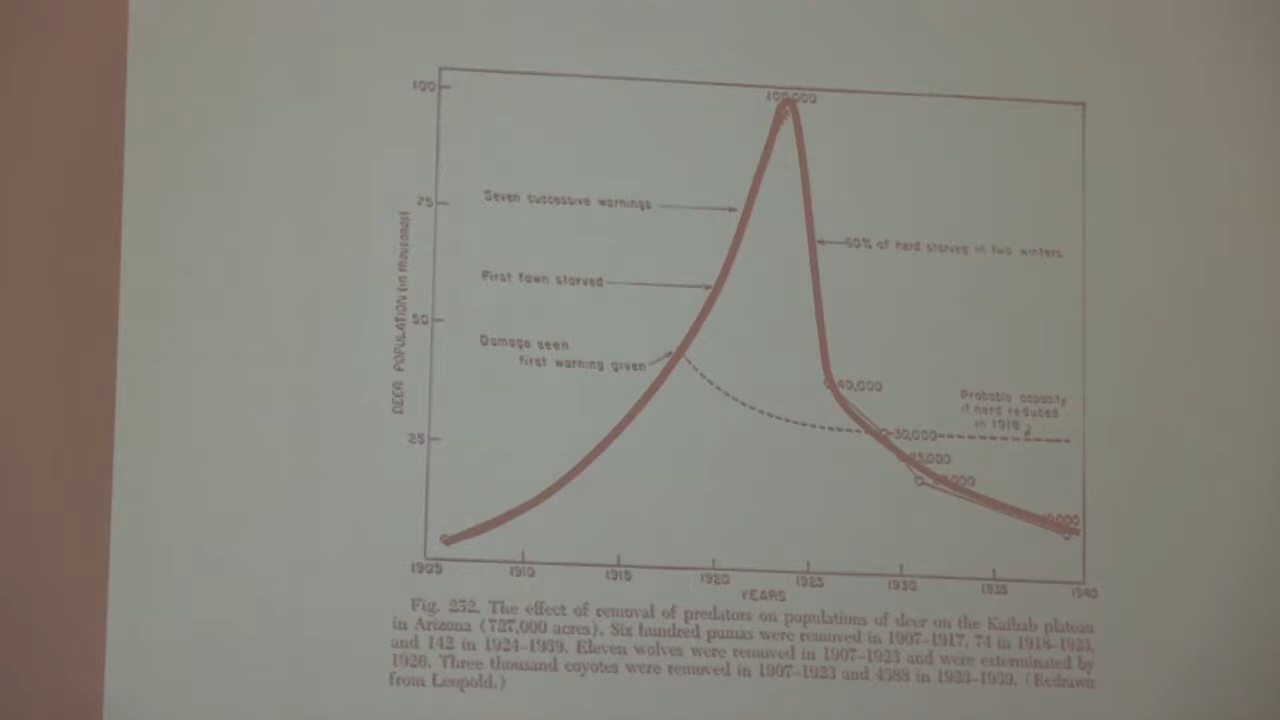 100
100,000
75
Seven successive warnings
60% of herd starved in two winters
First fawn starved
DEER POPULATION (in thousands)
50
Damage seen
first warning given
40,000
Probable capacity
if herd reduced
in 1918
25
30,000
25,000
10,000
1905
1910
1915
1920
1925
1930
1935
1940
YEARS
Fig. 252. The effect of removal of predators on populations of deer on the Kaibab plateau
in Arizona (727,000 acres). Six hundred pumas were removed in 1907–1917, 74 in 1918–1923,
and 142 in 1924–1939. Eleven wolves were removed in 1907–1923 and were exterminated by
1926. Three thousand coyotes were removed in 1907–1923 and 4388 in 1923–1939. (Redrawn
from Leopold.)